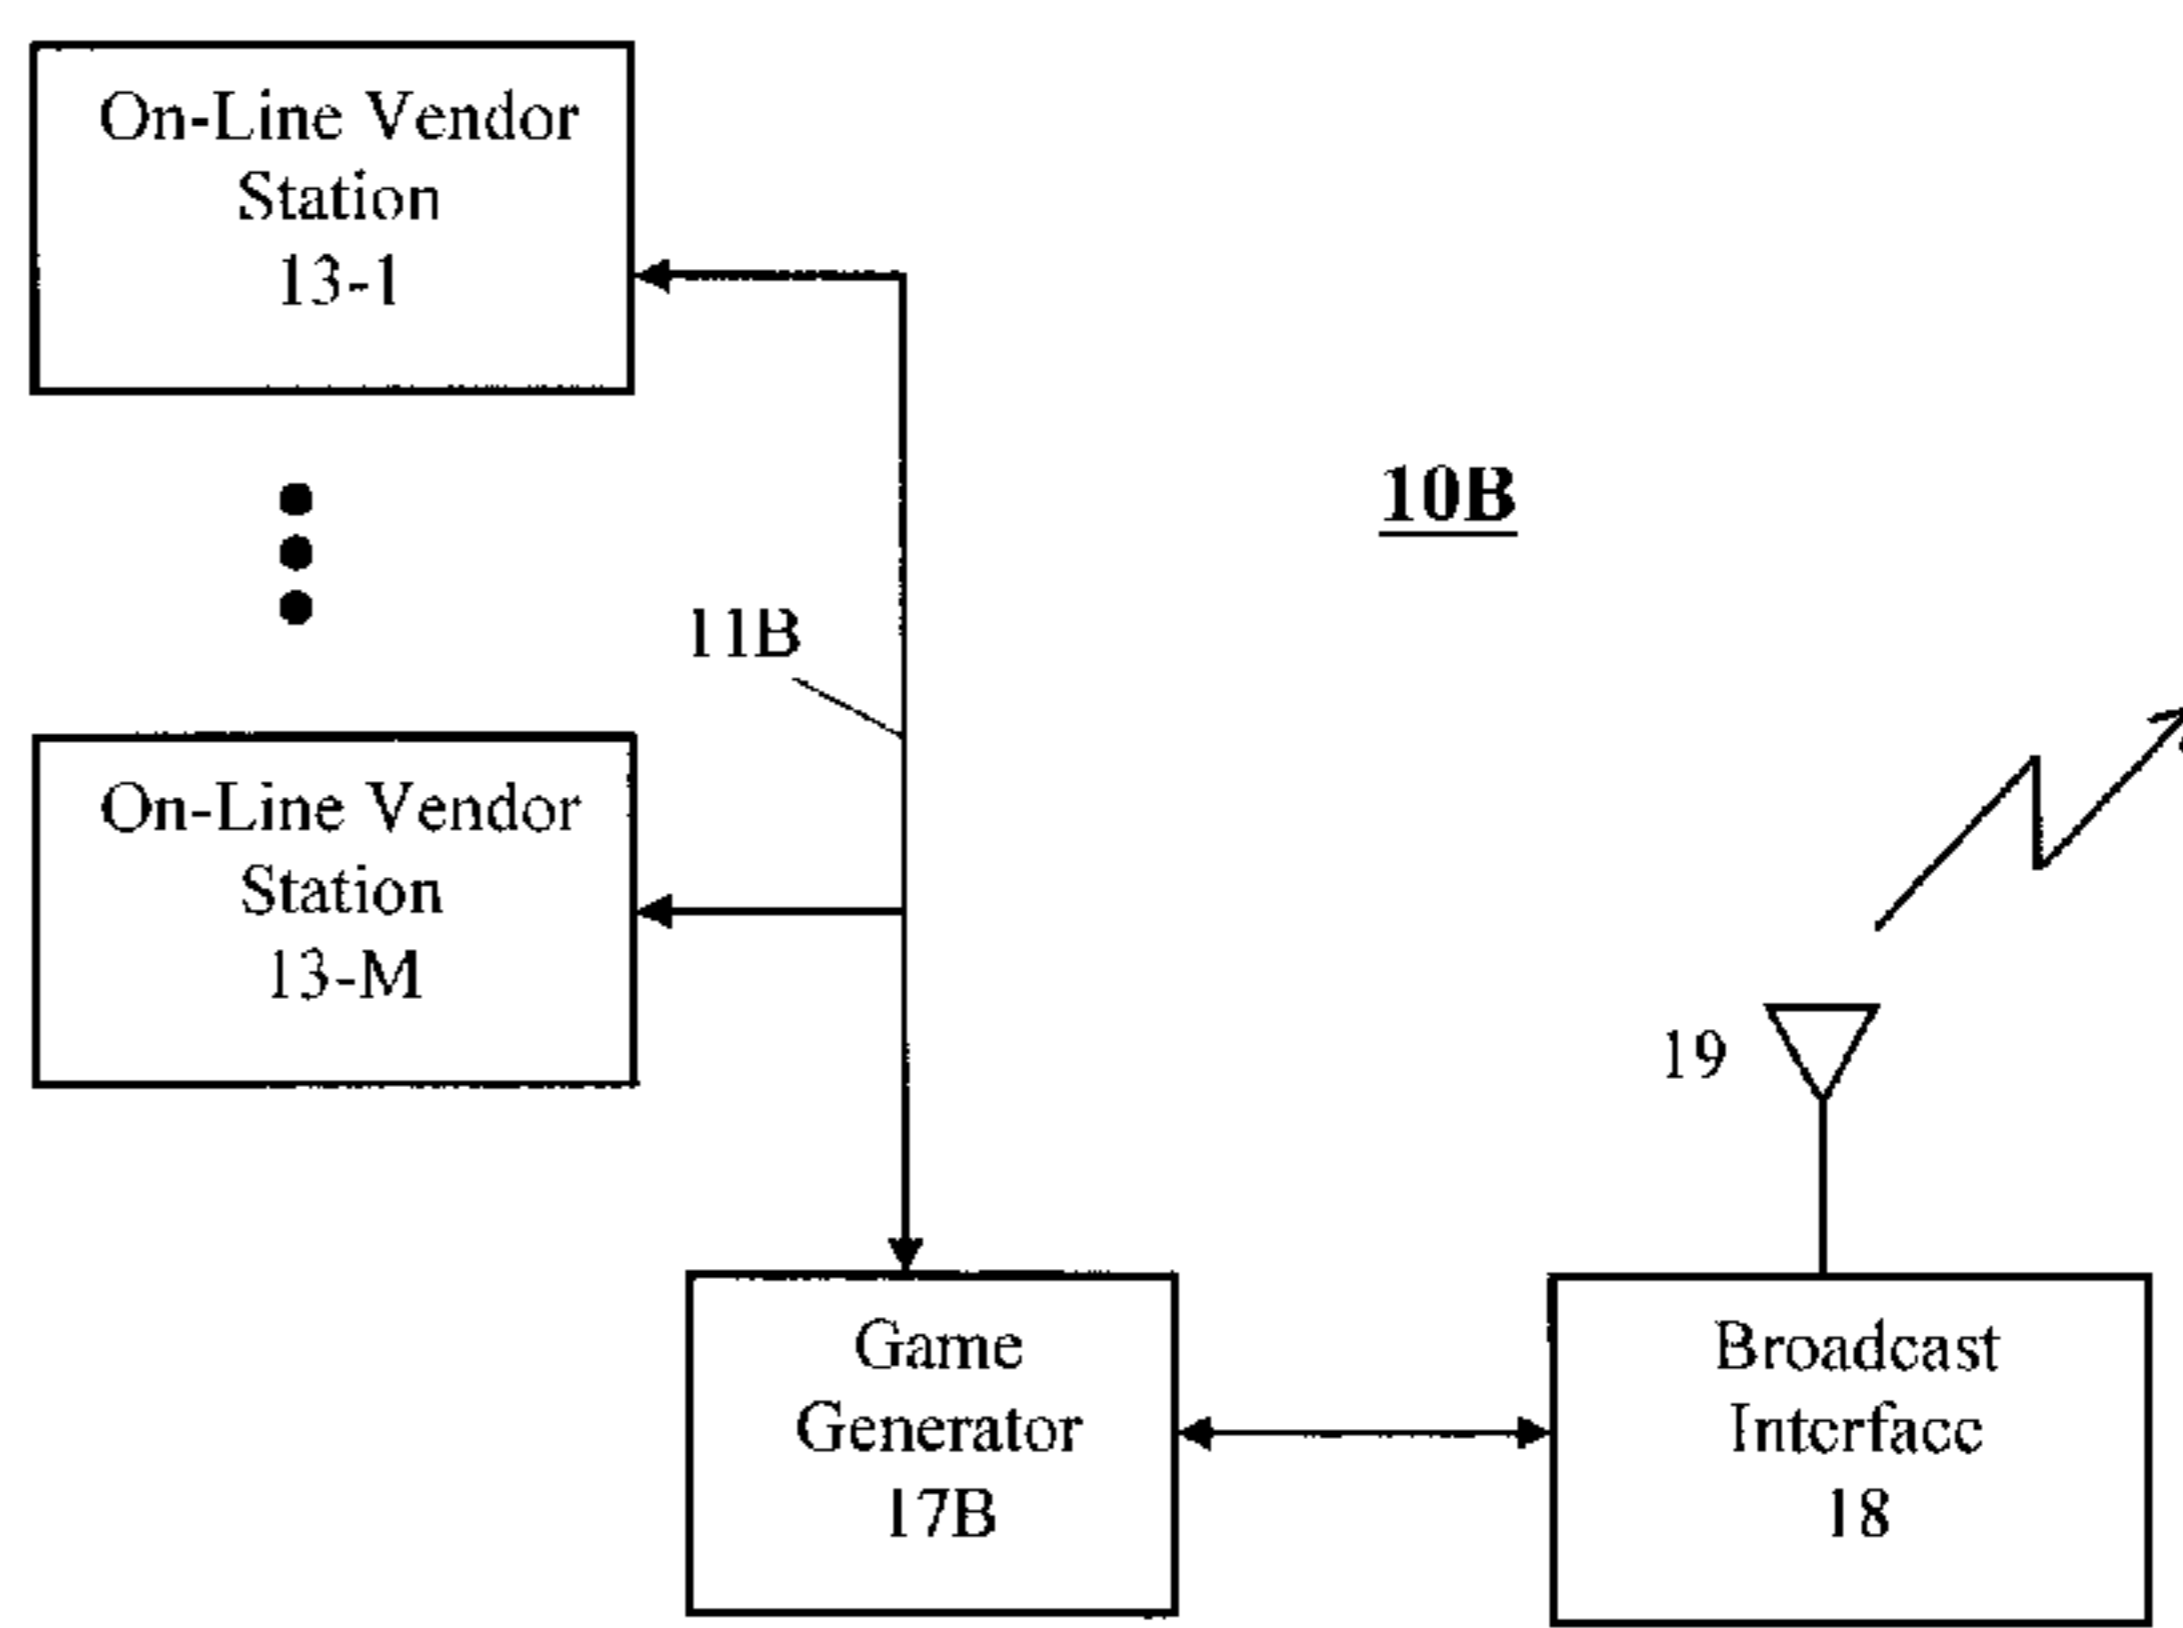 On-Line Vendor
Station
13-1
10B
11B
On-Line Vendor
Station
13-M
19
Game
Generator
17B
Broadcast
Interface
18